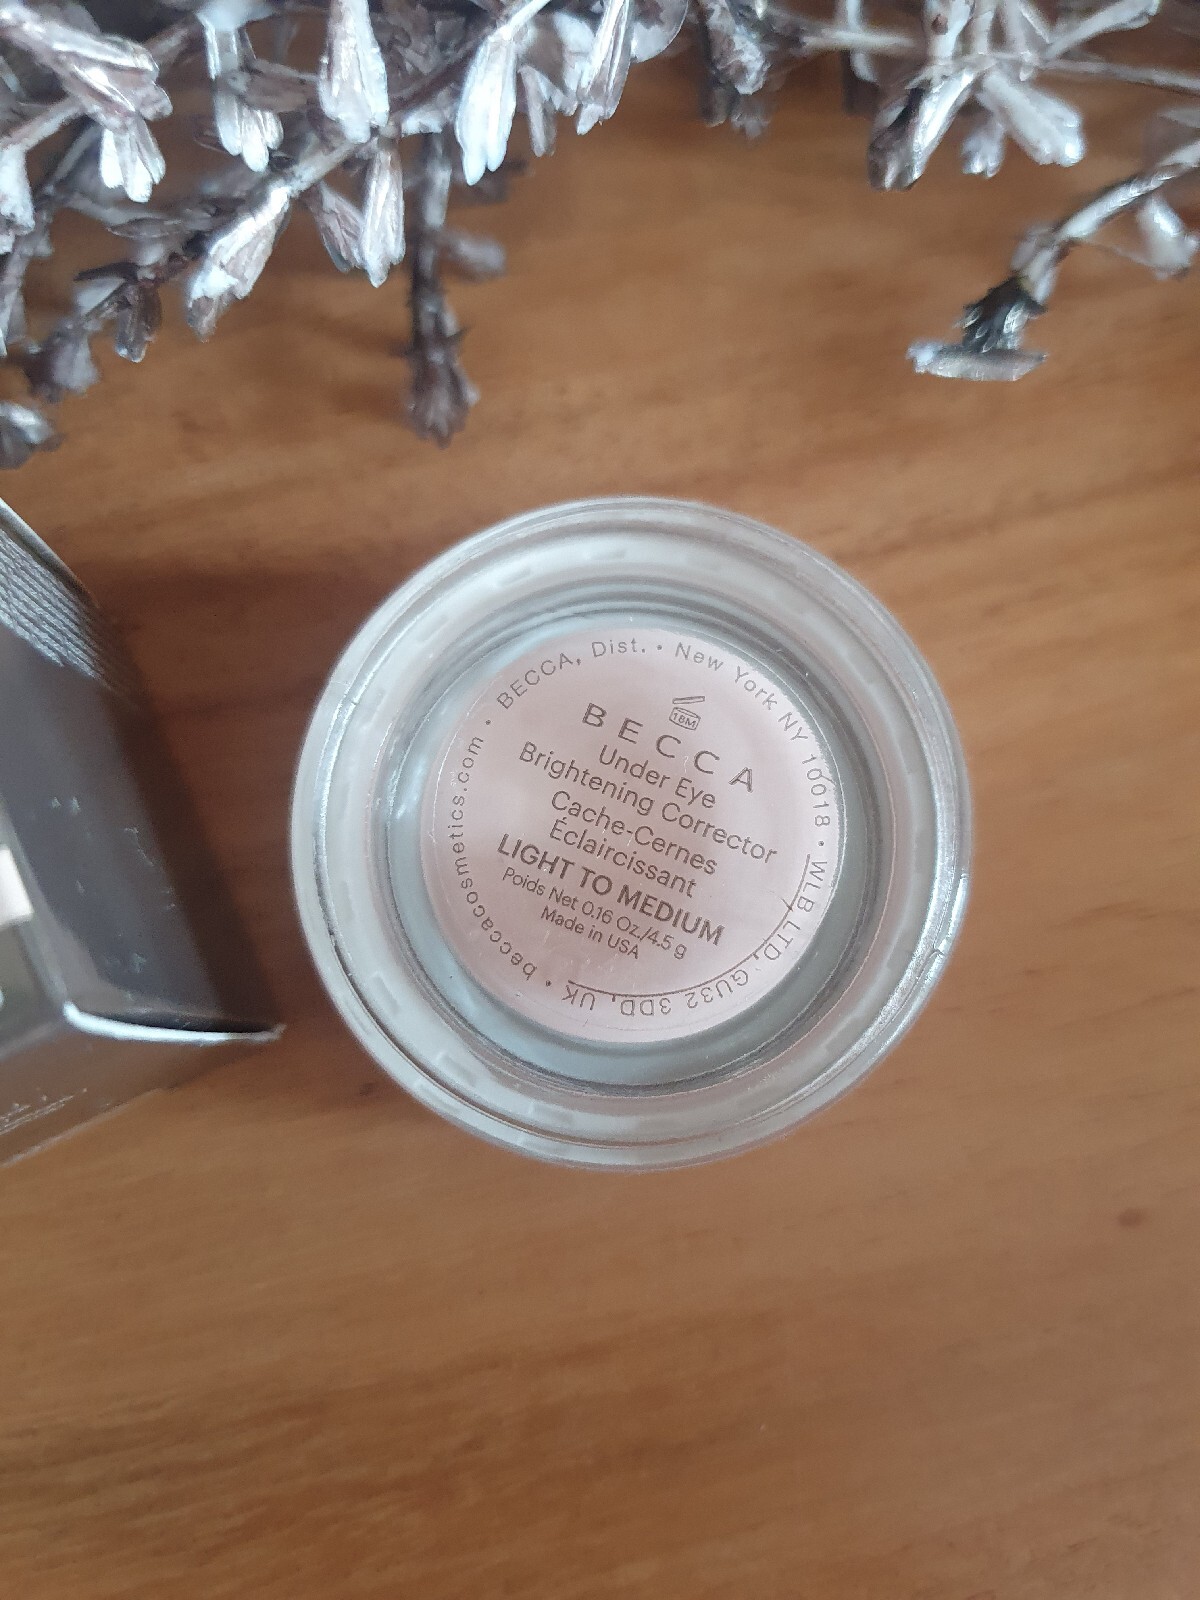 BECCA, Dist. • New York NY 10018 • WLB LTD, GU32 3DD, UK • beccacosmetics.com •
18M
BECCA
Under Eye
Brightening Corrector
Cache-Cernes
Éclaircissant
LIGHT TO MEDIUM
Poids Net 0.16 Oz./4.5 g
Made in USA